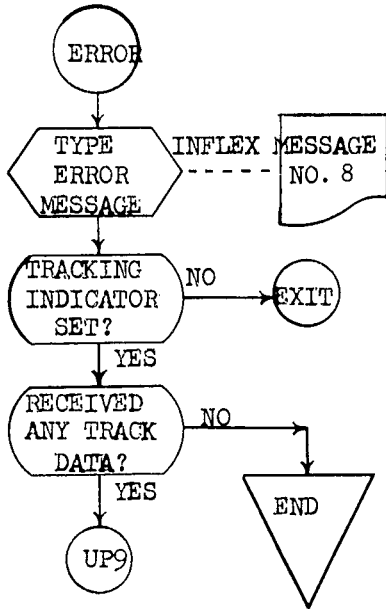 ERROR
TYPE
ERROR
MESSAGE
INFLEX MESSAGE
NO. 8
TRACKING
INDICATOR
SET?
NO
EXIT
YES
RECEIVED
ANY TRACK
DATA?
NO
END
YES
UP9